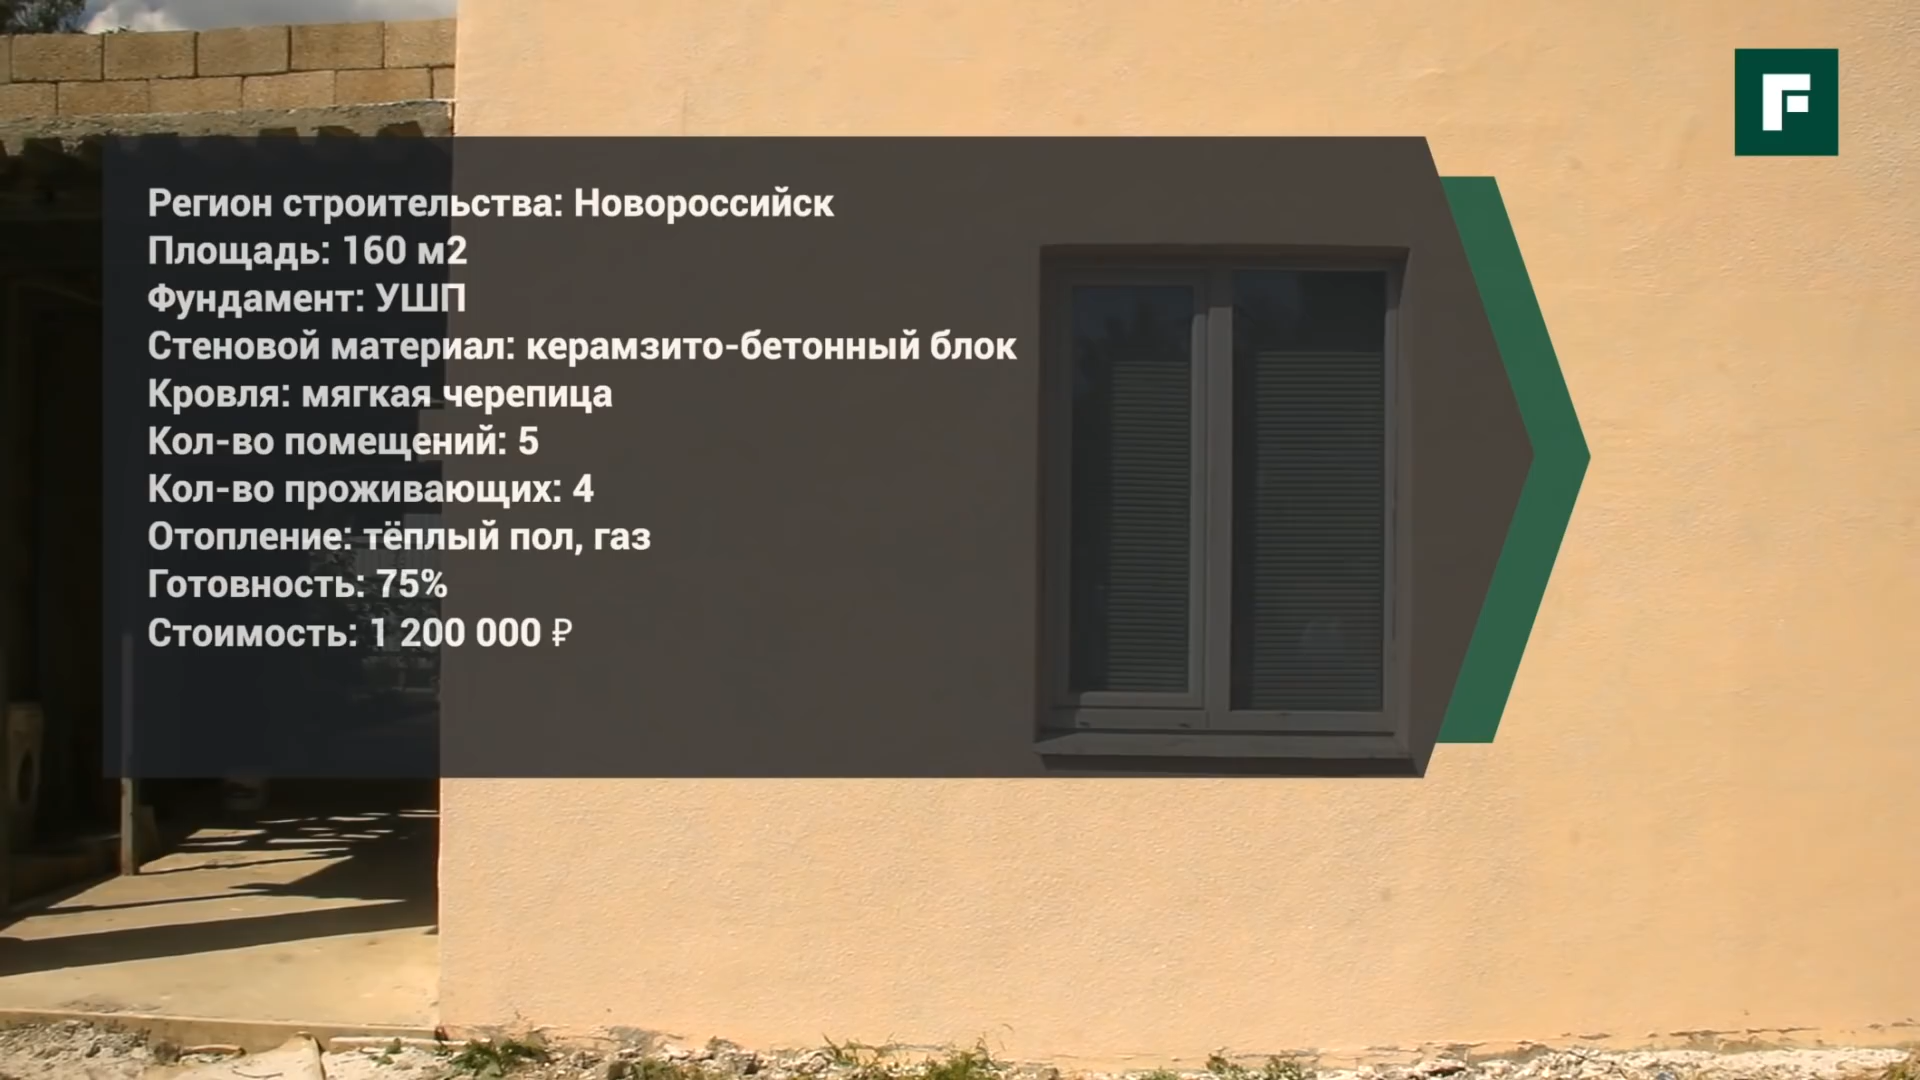 Регион строительства: Новороссийск
Площадь: 160 м2
Фундамент: УШП
Стеновой материал: керамзито-бетонный блок
Кровля: мягкая черепица
Кол-во помещений: 5
Кол-во проживающих: 4
Отопление: тёплый пол, газ
Готовность: 75%
Стоимость: 1 200 000 ₽